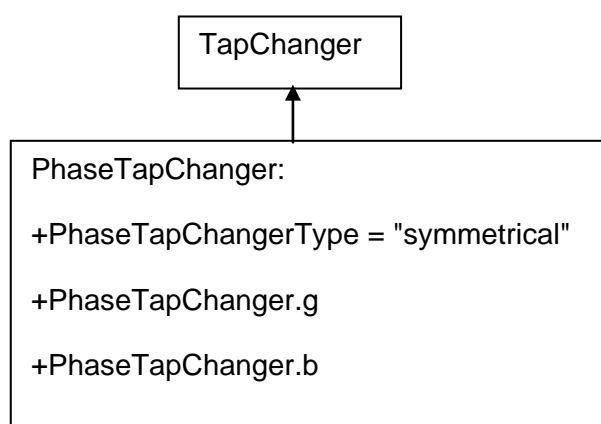 TapChanger
PhaseTapChanger:
+PhaseTapChangerType = "symmetrical"
+PhaseTapChanger.g
+PhaseTapChanger.b